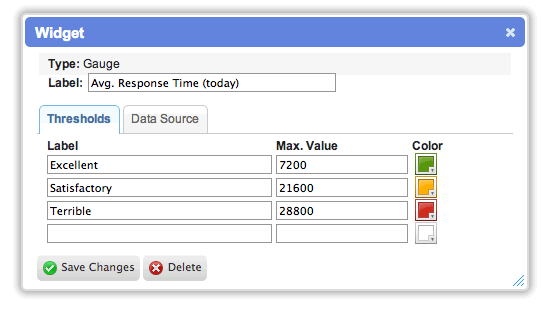 Widget
Type: Gauge
Label: Avg. Response Time (today)
Thresholds Data Source
Label Max. Value Color
Excellent 7200
Satisfactory 21600
Terrible 28800
Save Changes Delete